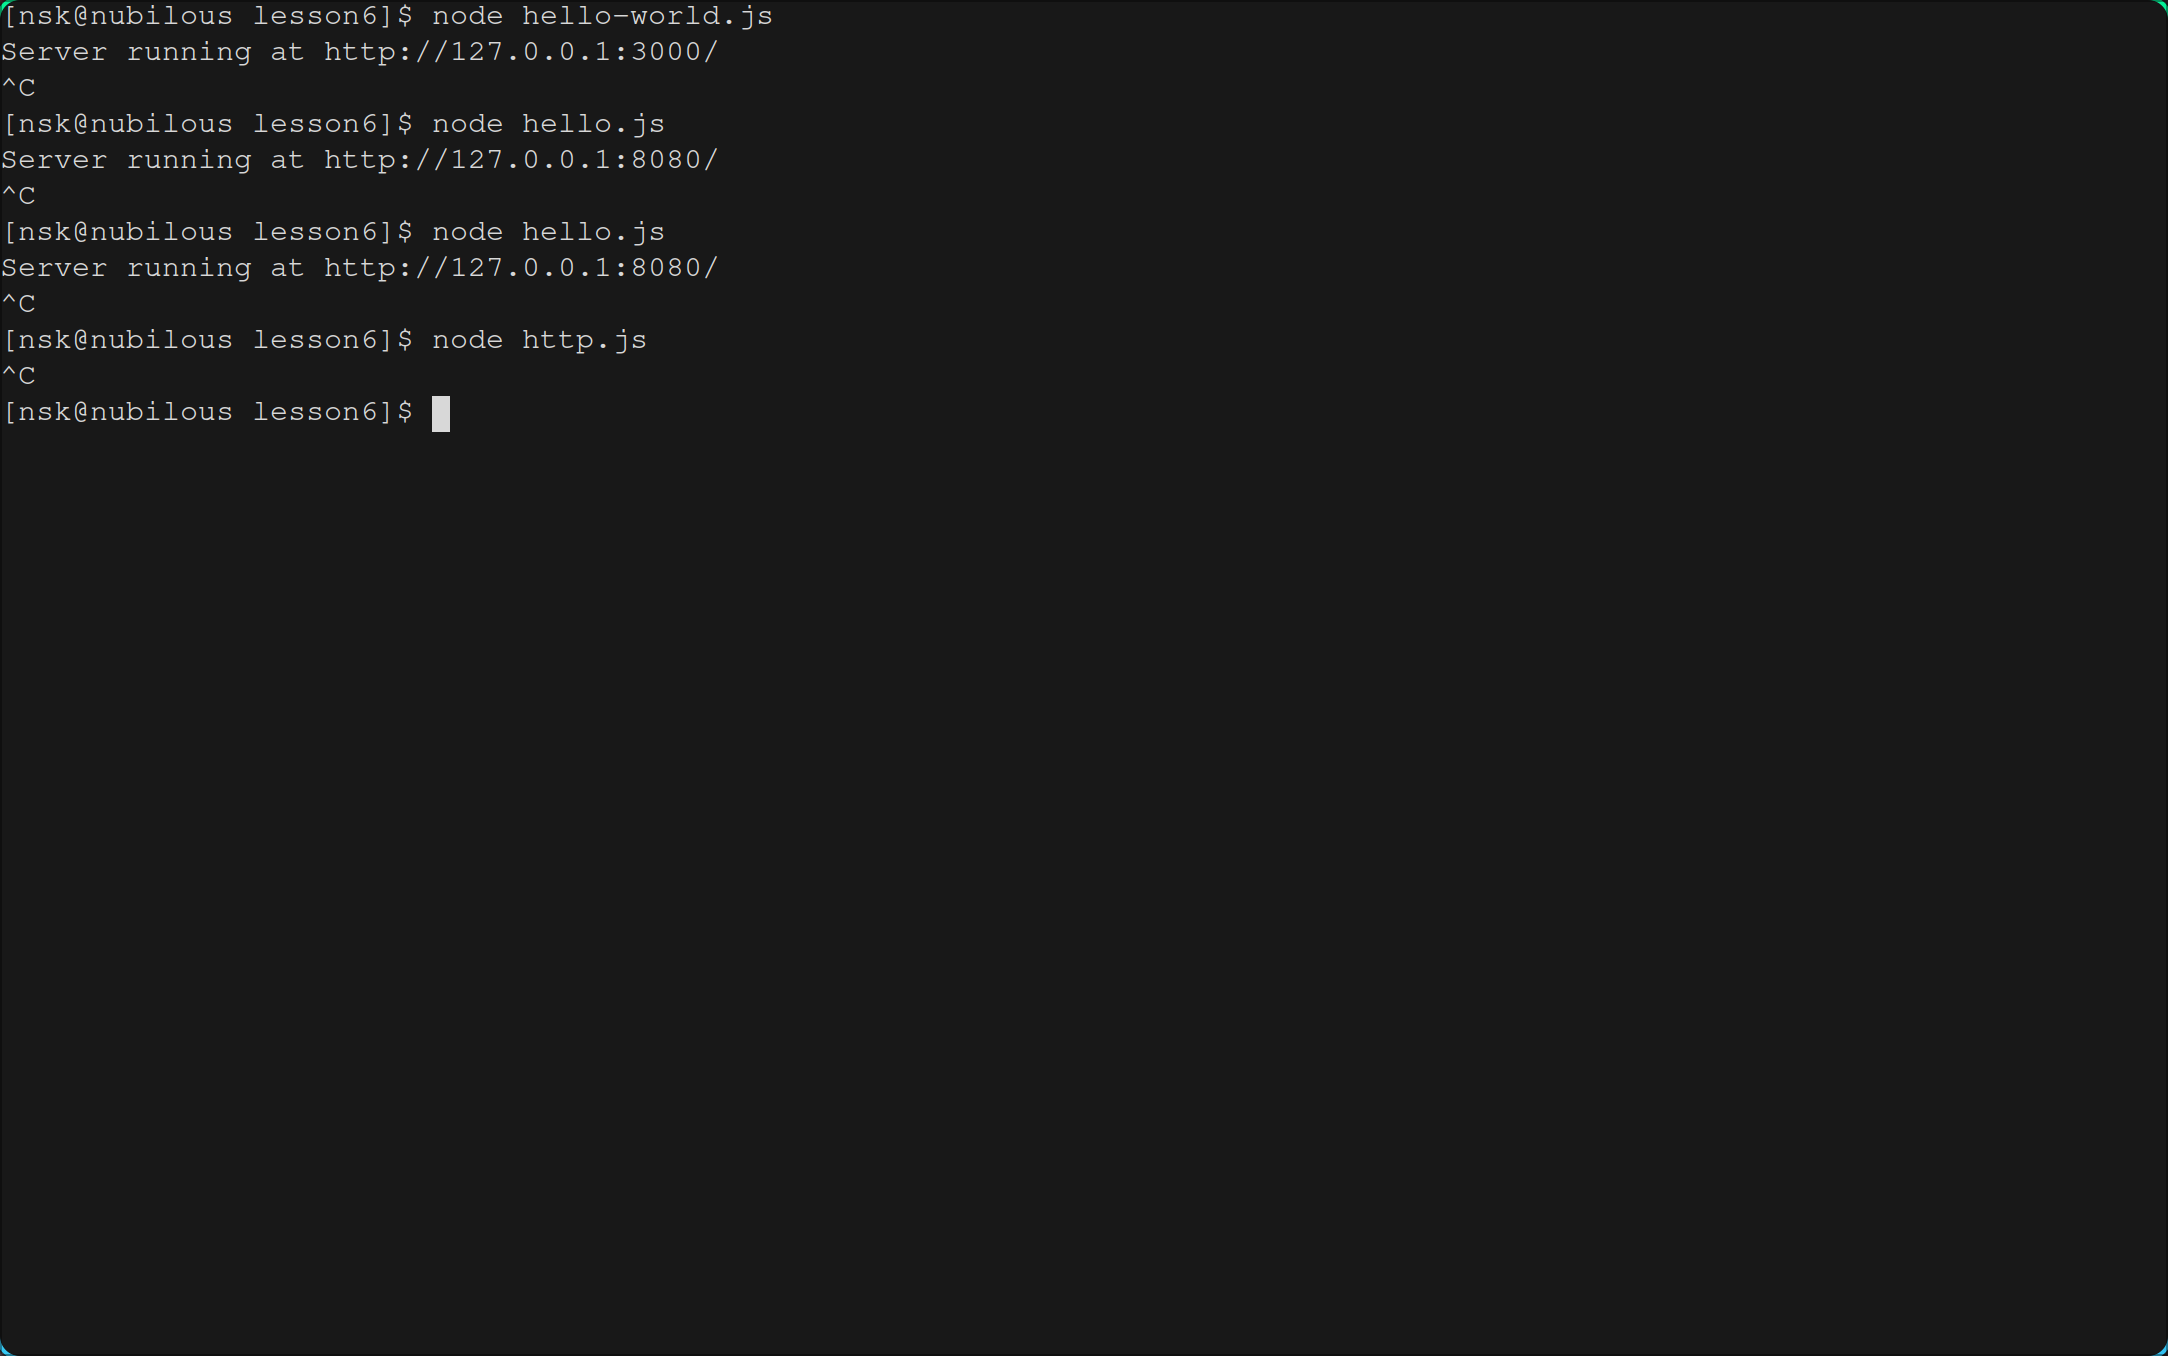 [nsk@nubilous lesson6]$ node hello-world.js
Server running at http://127.0.0.1:3000/
^C
[nsk@nubilous lesson6]$ node hello.js
Server running at http://127.0.0.1:8080/
^C
[nsk@nubilous lesson6]$ node hello.js
Server running at http://127.0.0.1:8080/
^C
[nsk@nubilous lesson6]$ node http.js
^C
[nsk@nubilous lesson6]$